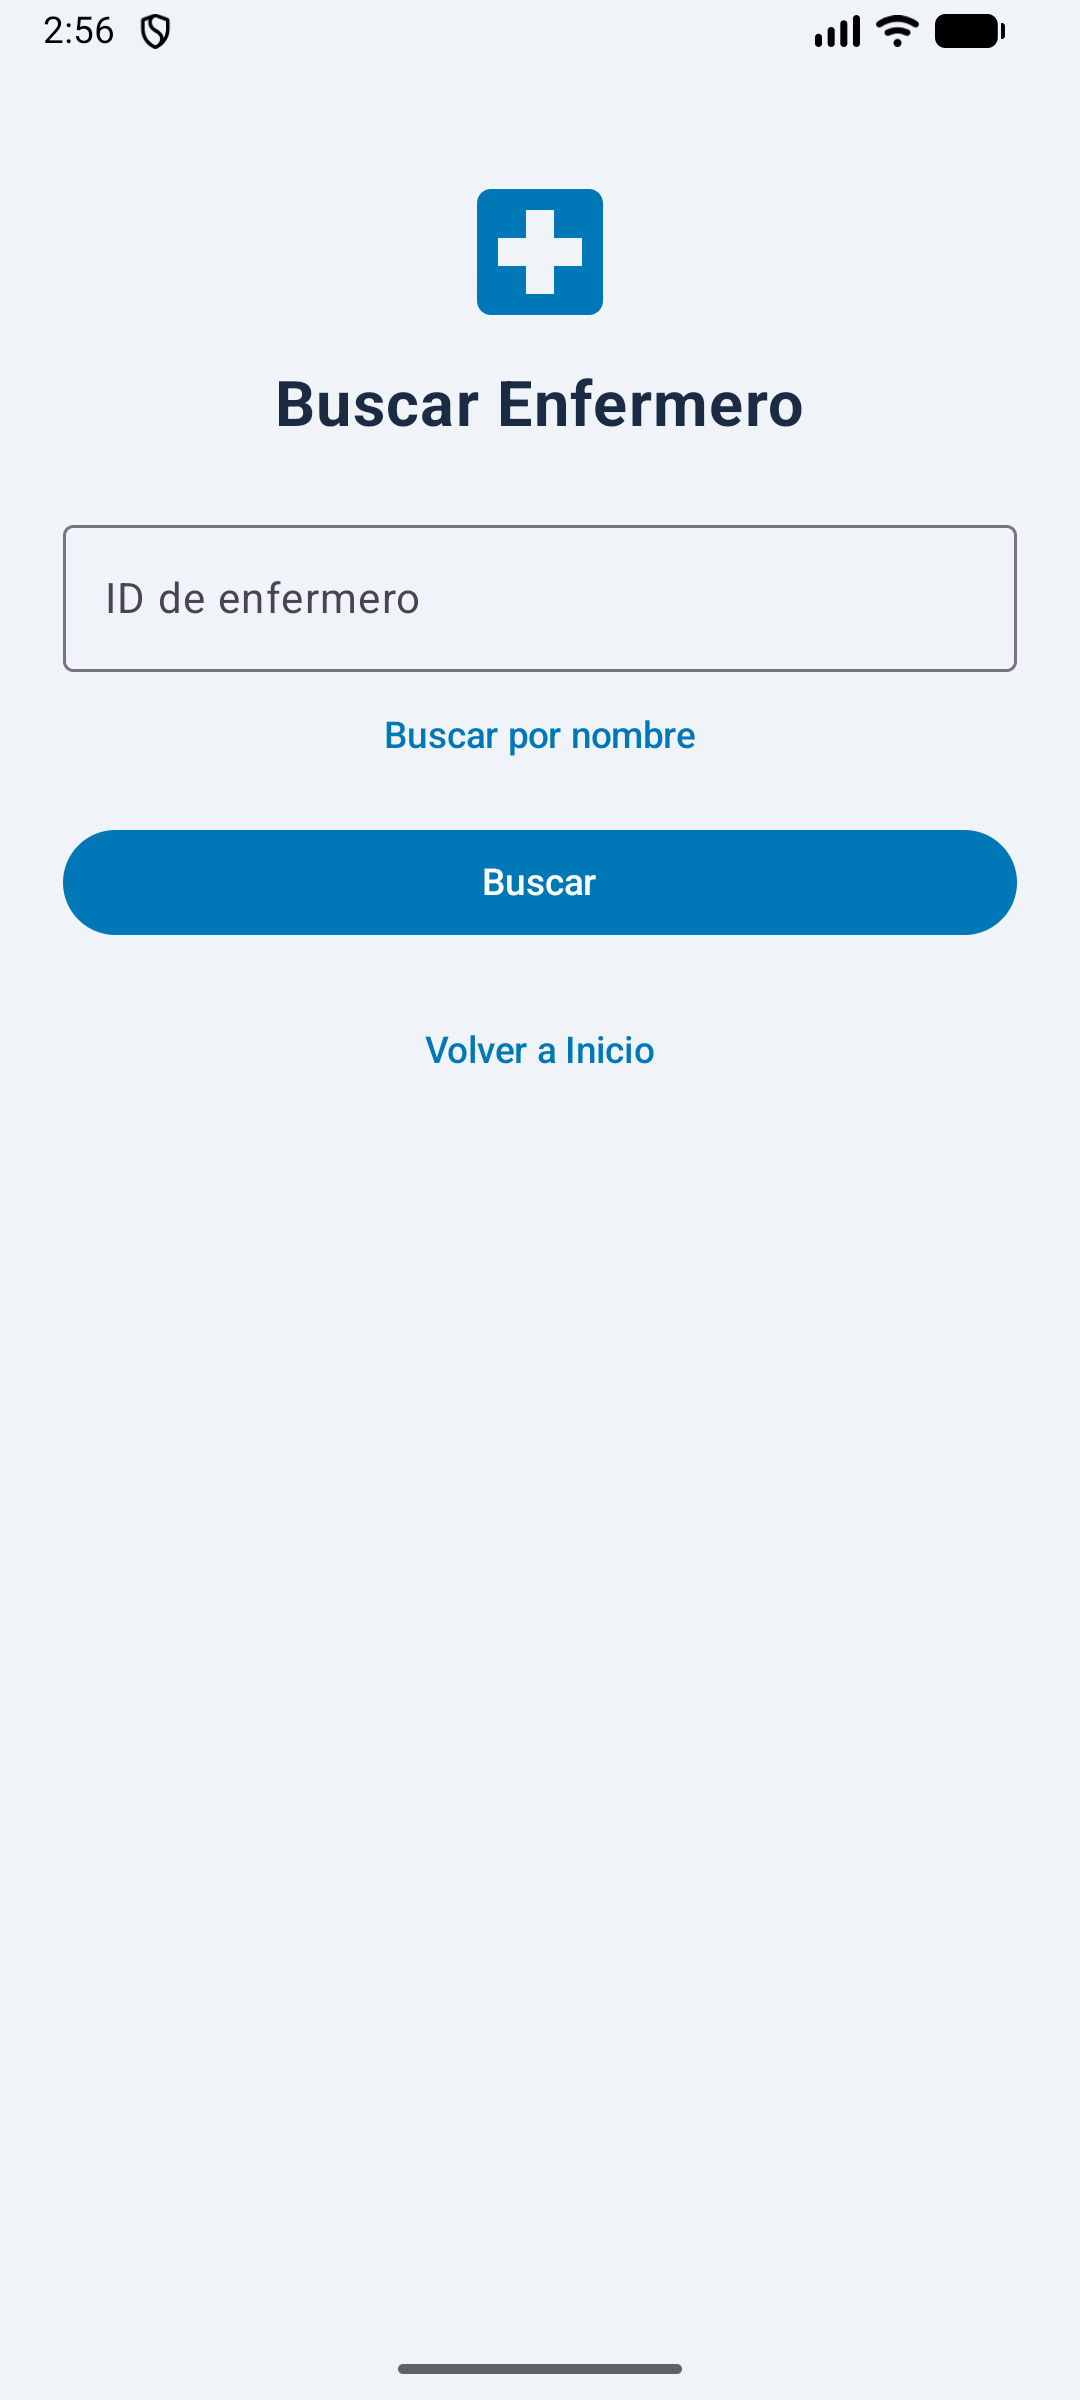 2:56
Buscar Enfermero
ID de enfermero
Buscar por nombre
Buscar
Volver a Inicio